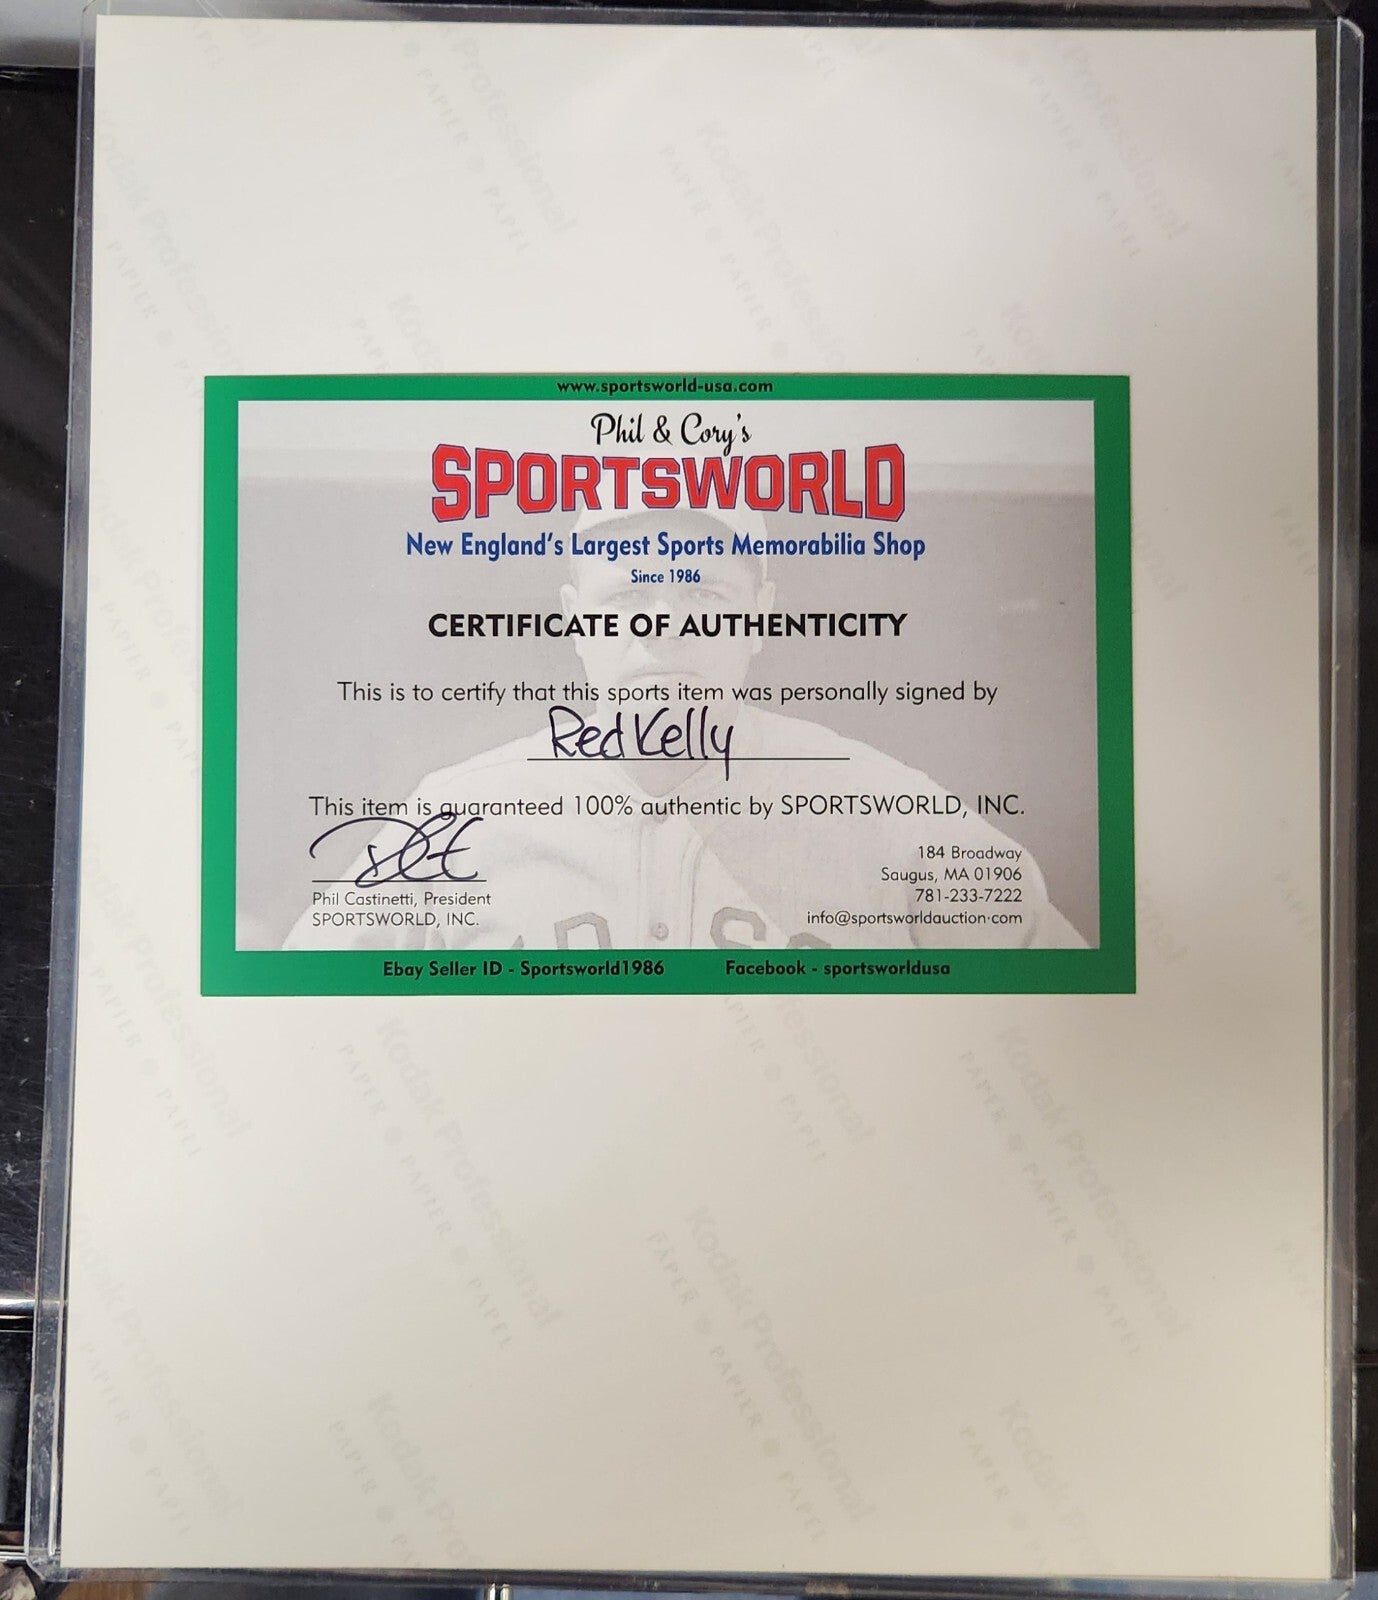 www.sportsworld-usa.com
Phil & Cory's
SPORTSWORLD
New England's Largest Sports Memorabilia Shop
Since 1986
CERTIFICATE OF AUTHENTICITY
This is to certify that this sports item was personally signed by
Red Kelly
This item is guaranteed 100% authentic by SPORTSWORLD, INC.
184 Broadway
Saugus, MA 01906
Phil Castinetti, President
781-233-7222
SPORTSWORLD, INC.
info@sportsworldauction.com
Ebay Seller ID - Sportsworld1986 Facebook - sportsworldusa
Kodak Professional
PAPIER PAPEL